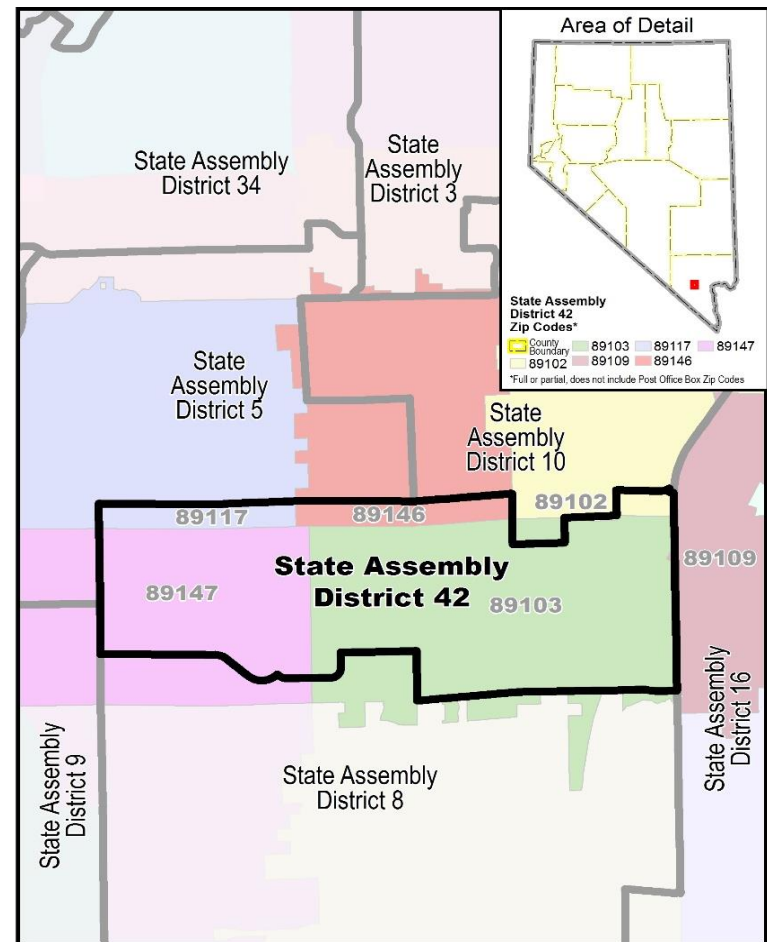 Area of Detail
State Assembly
District 42
Zip Codes*
County
Boundary
89103
89117
89147
89102
89109
89146
*Full or partial, does not include Post Office Box Zip Codes
State Assembly
District 34
State
Assembly
District 3
State
Assembly
District 5
State
Assembly
District 10
89117
89146
89102
State Assembly
District 42
89147
89103
89109
State Assembly
District 16
State Assembly
District 9
State Assembly
District 8